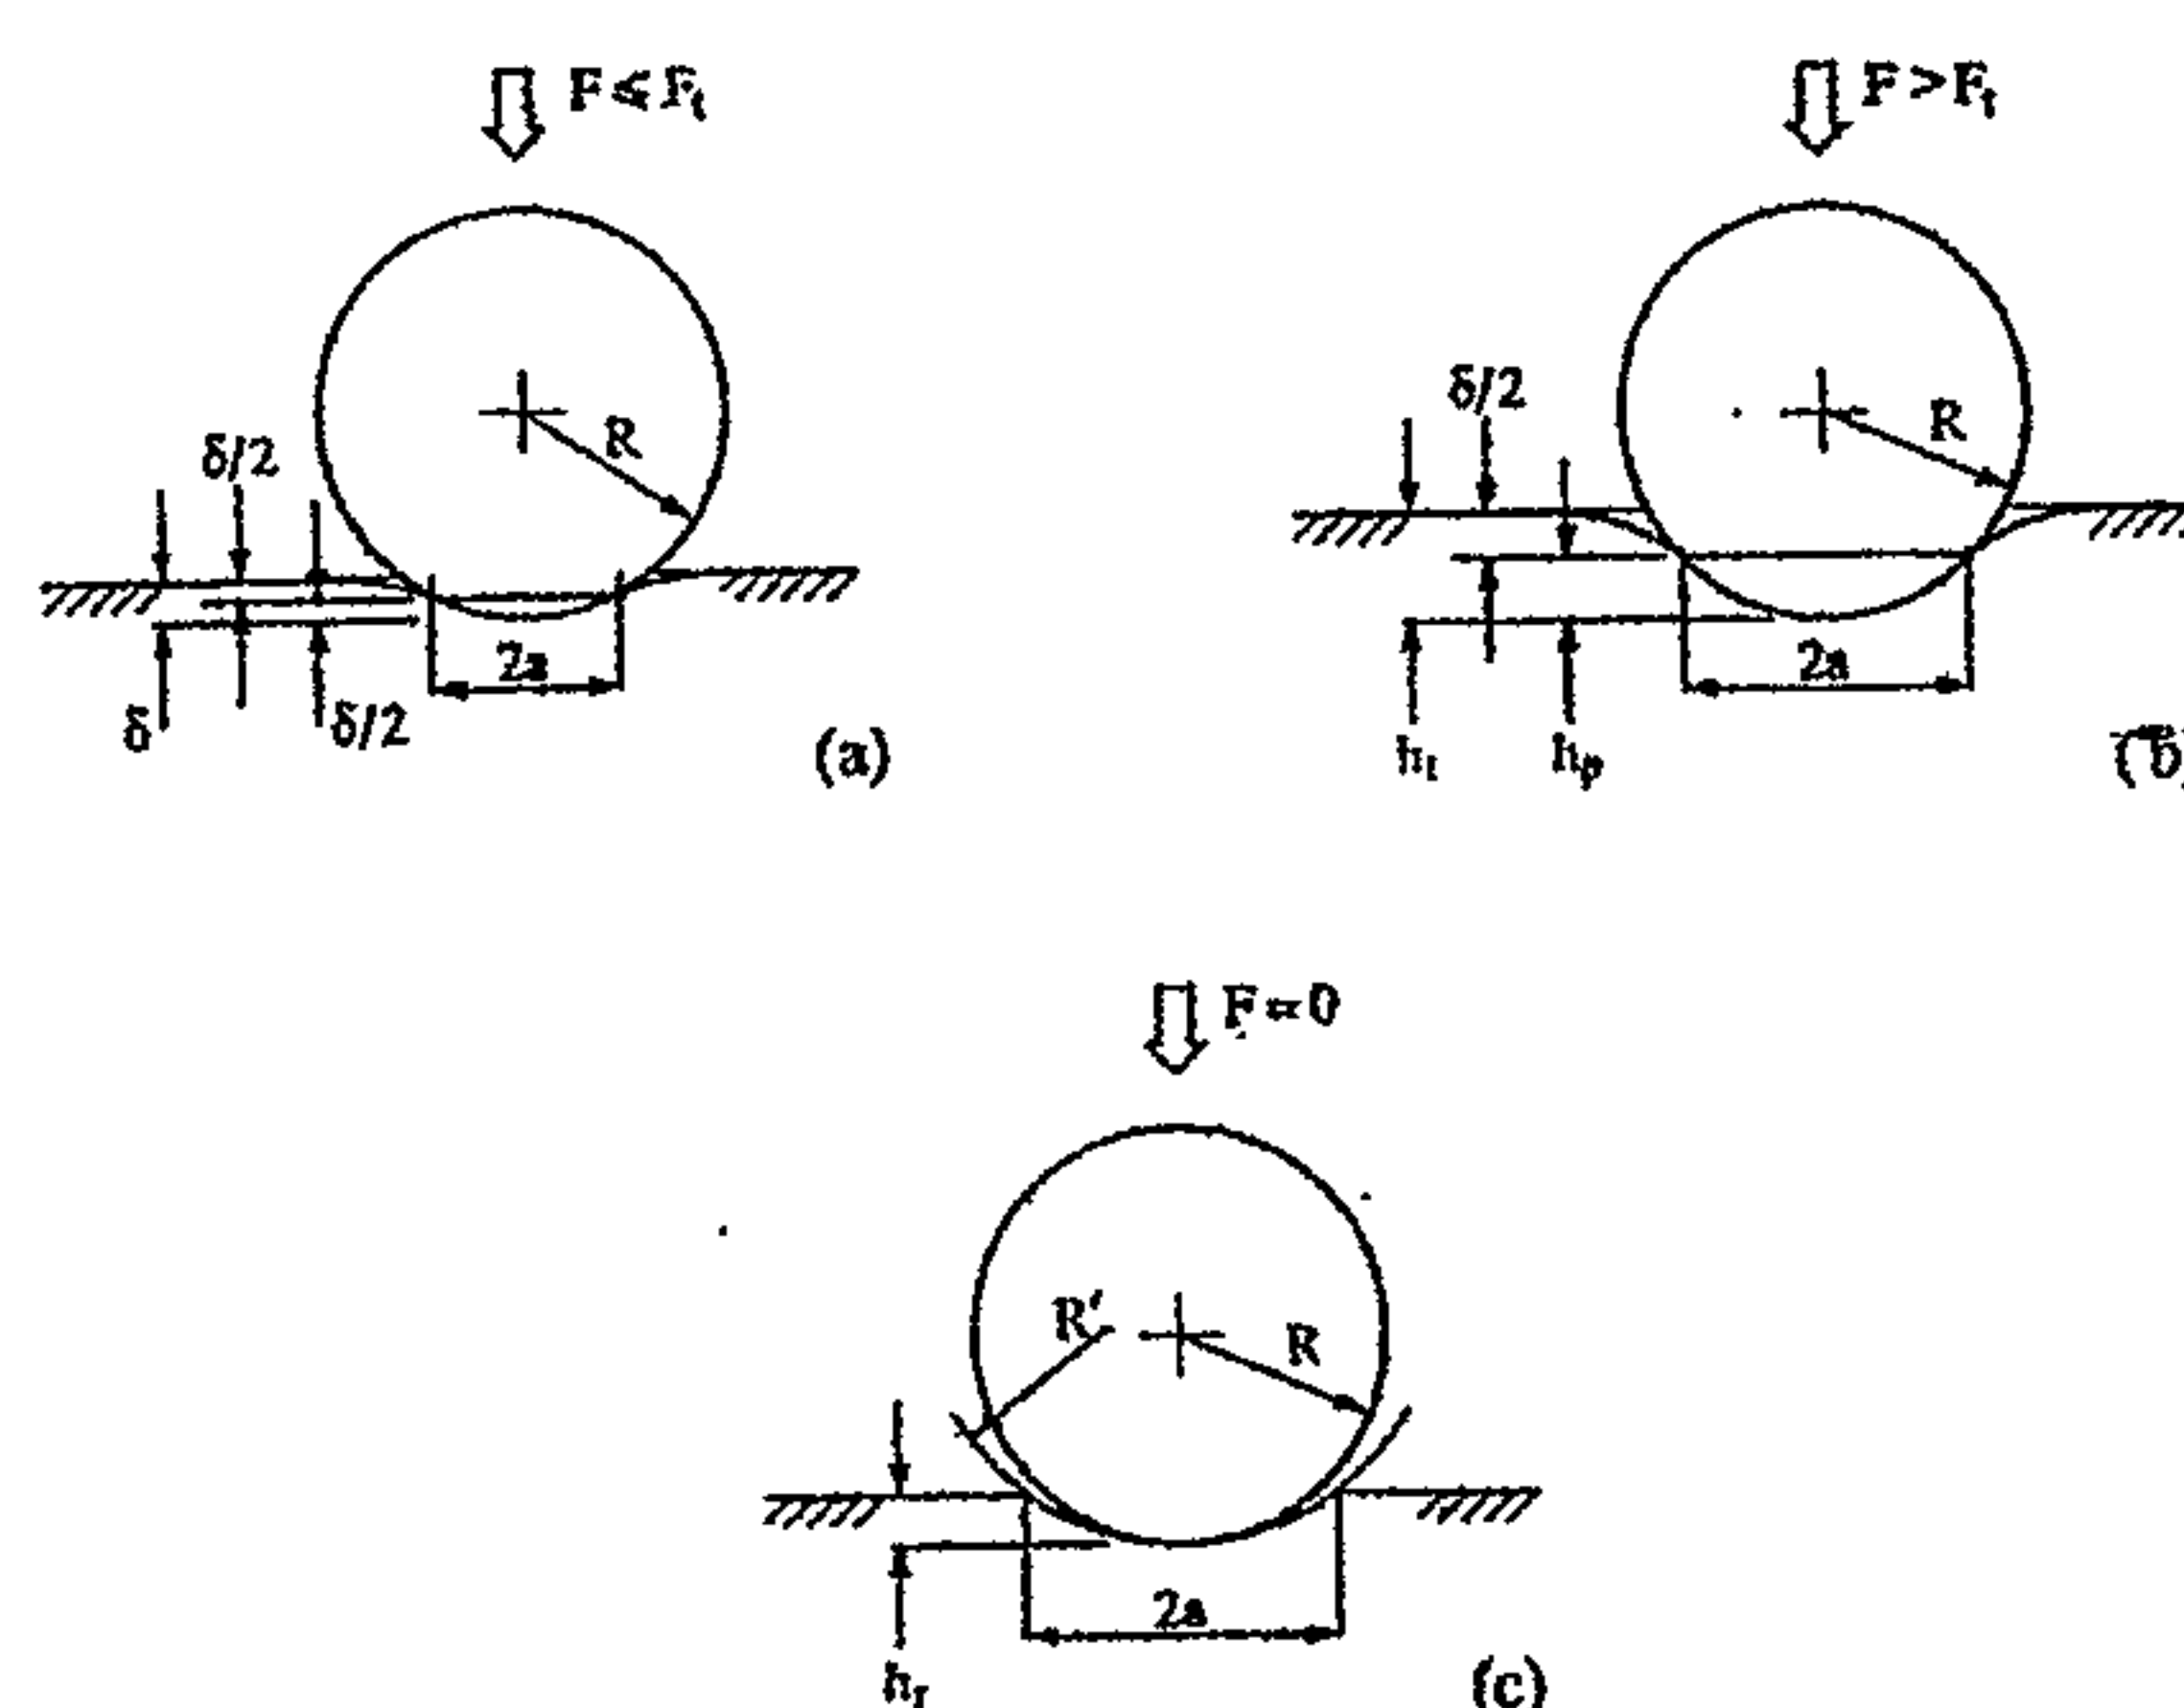 F ≤ Fₜ
F > Fₜ
R
δ/2
2a
δ
δ/2
(a)
δ/2
R
2a
hₜ
hₚ
(b)
F = 0
R'
R
2a
hᵣ
(c)